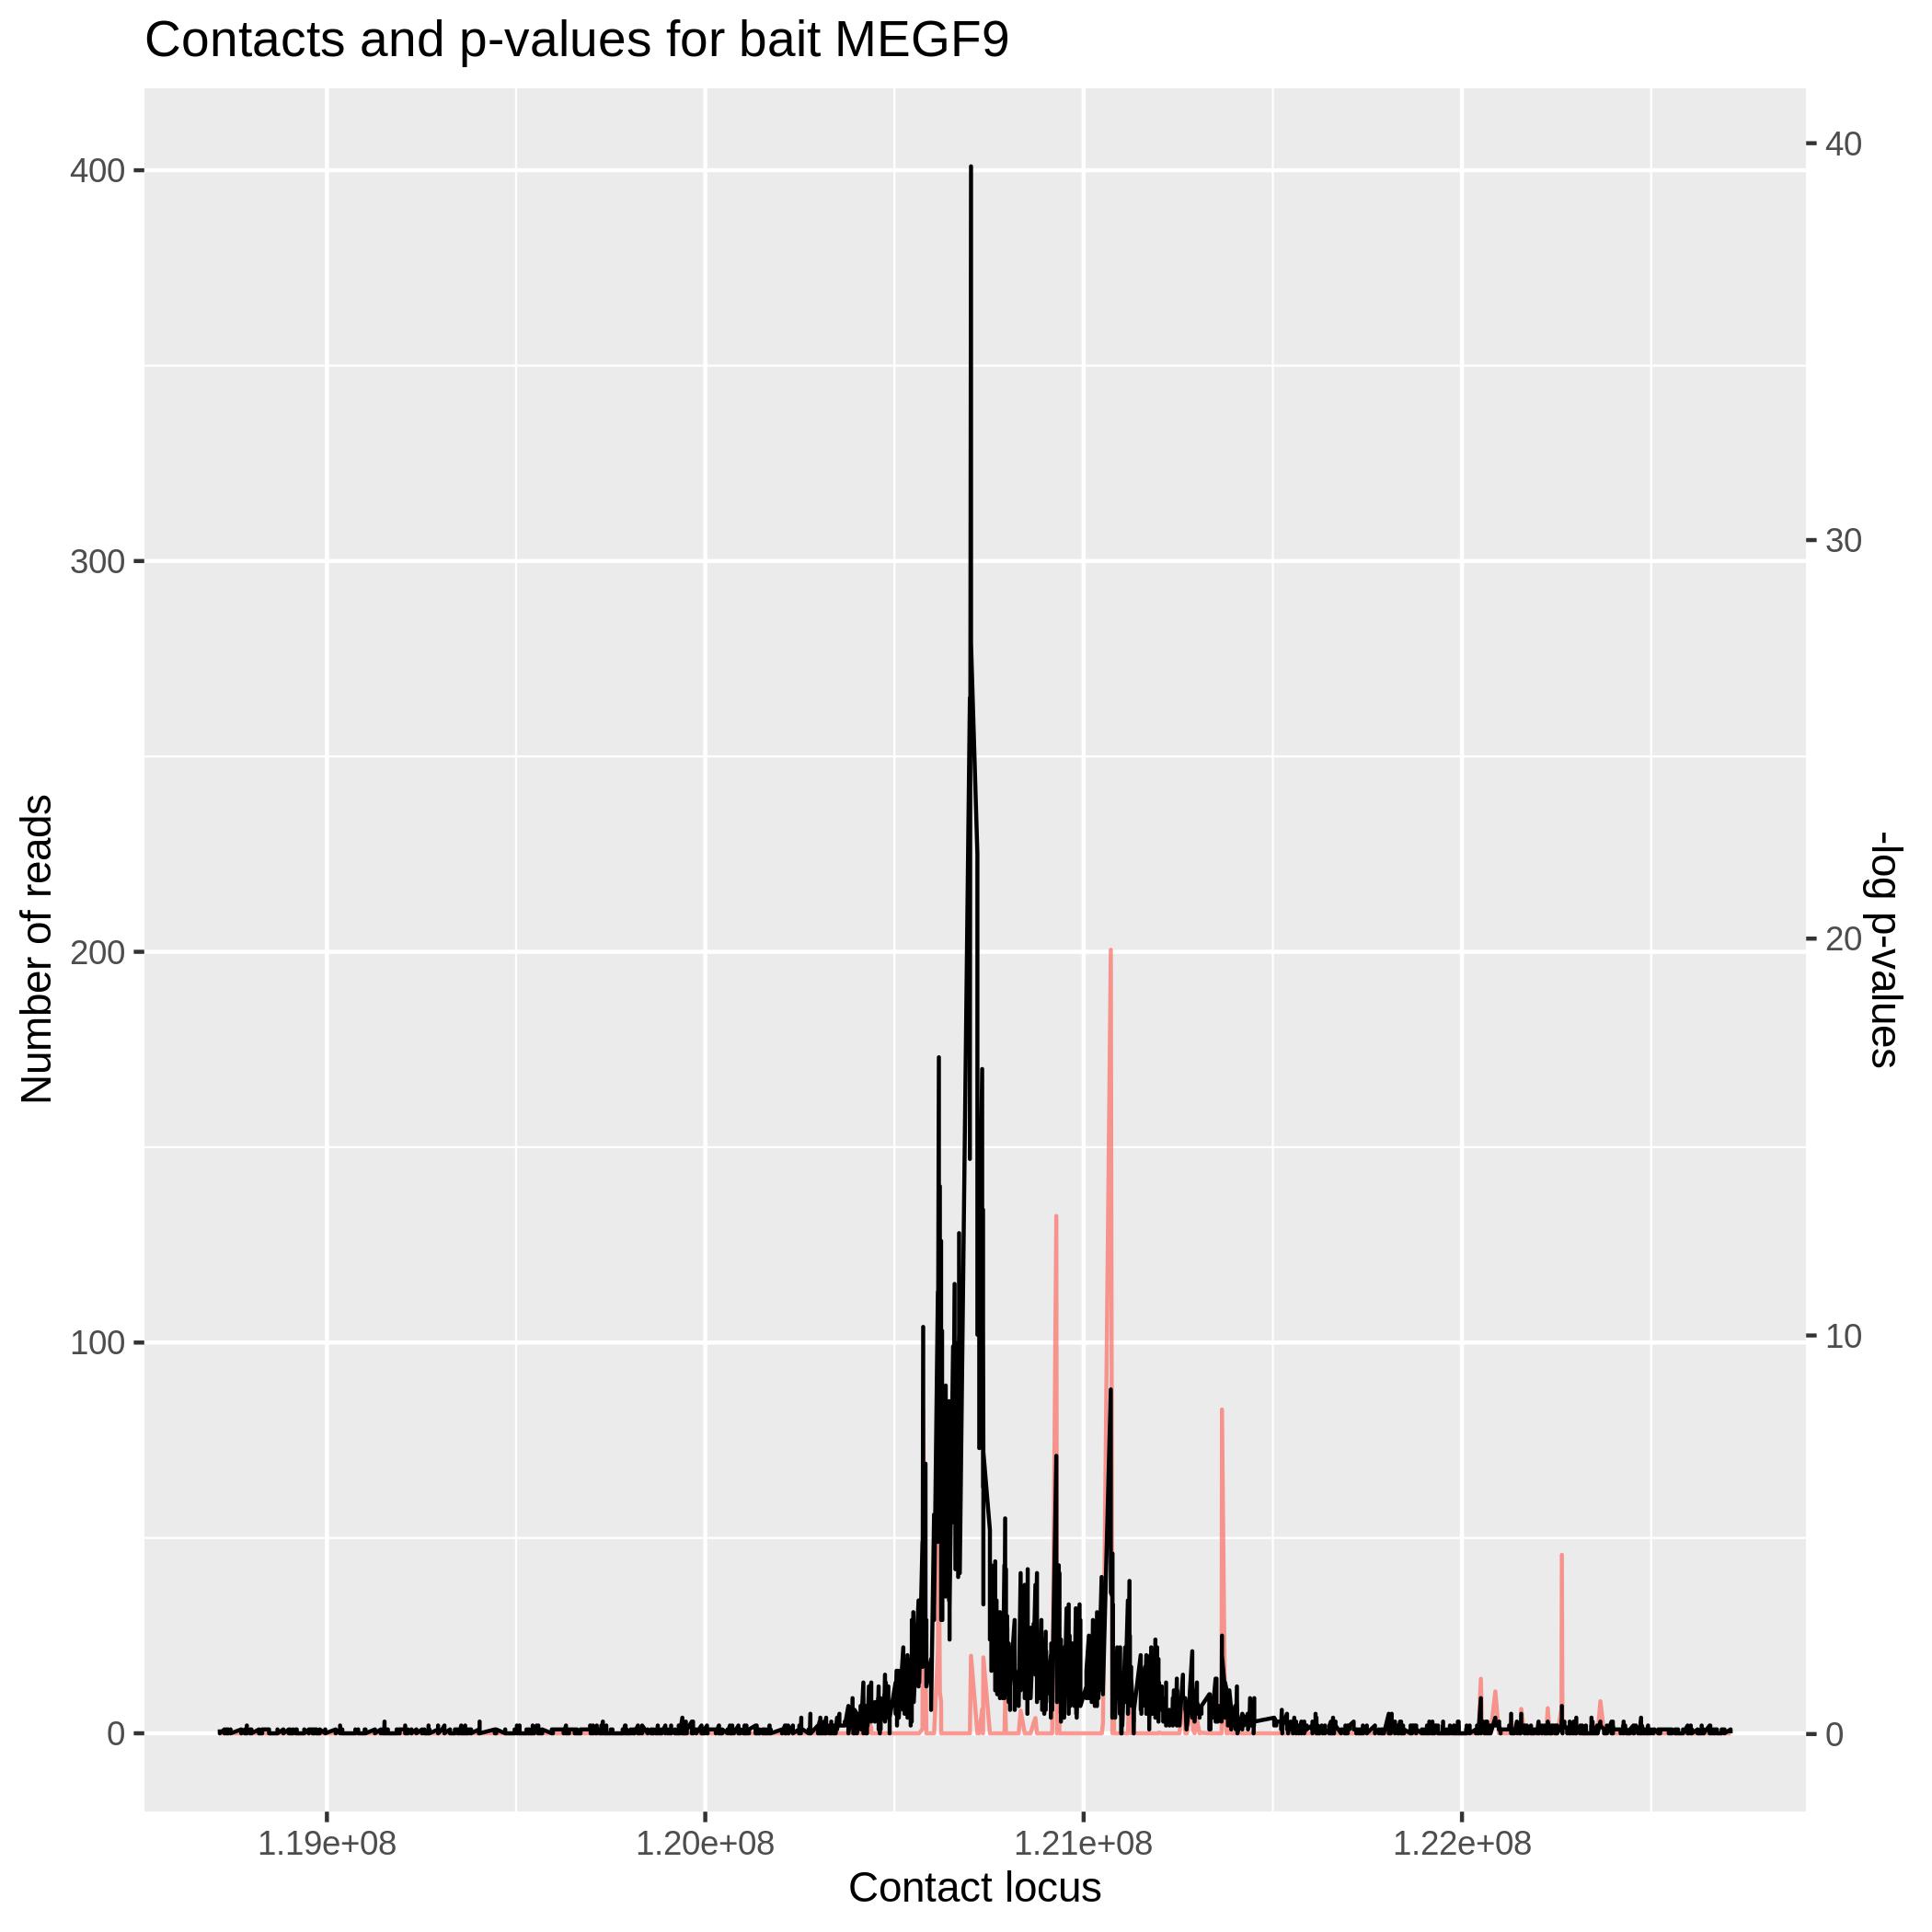 Contacts and p-values for bait MEGF9
400
300
200
100
0
Number of reads
40
30
20
10
0
-log p-values
1.19e+08
1.20e+08
1.21e+08
1.22e+08
Contact locus